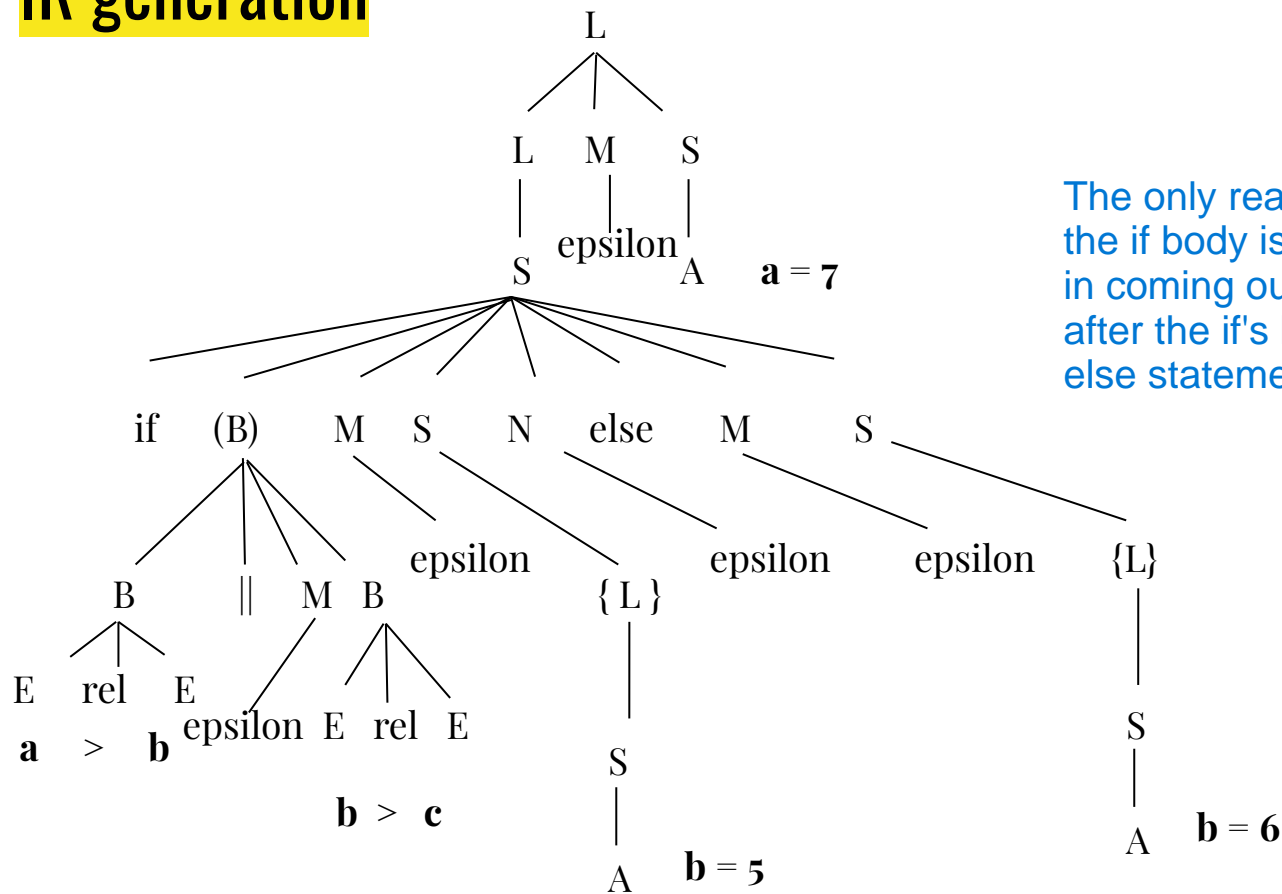 IR generation
L
L M S
epsilon
S A a = 7
The only rea
the if body is
in coming ou
after the if's
else stateme
if (B) M S N else M S
epsilon epsilon epsilon {L}
B || M B { L }
E rel E
epsilon E rel E
a > b
S
S
b > c
A b = 6
A b = 5